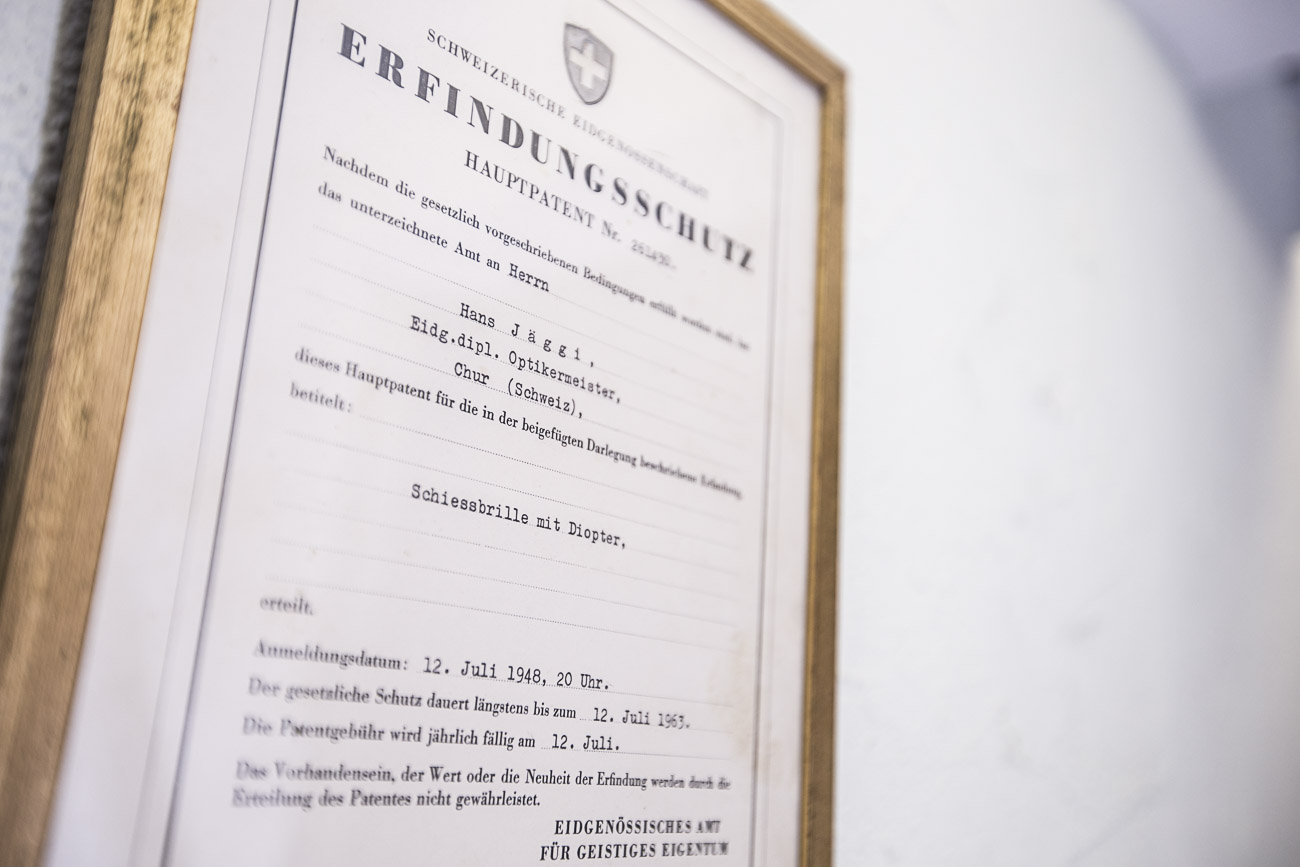 SCHWEIZERISCHE EIDGENOSSENSCHAFT
ERFINDUNGSSCHUTZ
HAUPTPATENT Nr.
Nachdem die gesetzlich vorgeschriebenen Bedingungen erfüllt worden sind, hat
das unterzeichnete Amt an Herrn
Hans Jäggi,
Eidg.dipl. Optikermeister,
Chur (Schweiz),
dieses Hauptpatent für die in der beigefügten Darlegung beschriebene Erfindung,
betitelt:
Schiessbrille mit Diopter,
erteilt.
Anmeldungsdatum: 12. Juli 1948, 20 Uhr.
Der gesetzliche Schutz dauert längstens bis zum 12. Juli 1963.
Die Patentgebühr wird jährlich fällig am 12. Juli.
Das Vorhandensein, der Wert oder die Neuheit der Erfindung werden durch die
Erteilung des Patentes nicht gewährleistet.
EIDGENÖSSISCHES AMT
FÜR GEISTIGES EIGENTUM